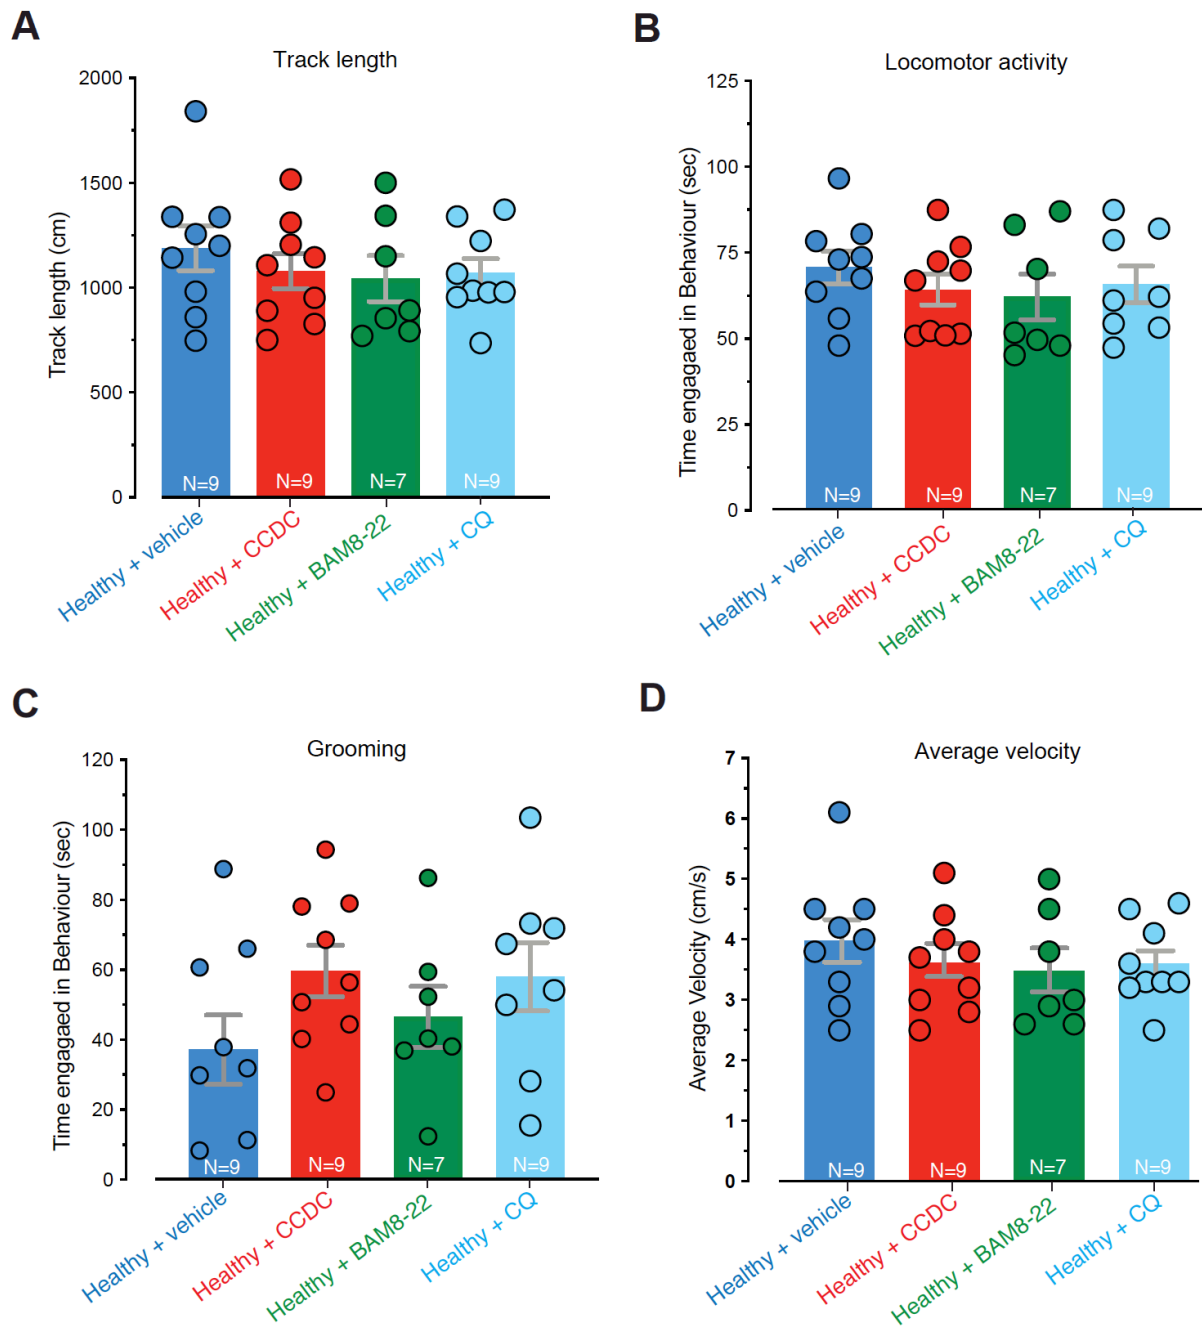 A
Track length
Track length (cm)
2000
1500
1000
500
0
N=9
N=9
N=7
N=9
Healthy + vehicle
Healthy + CCDC
Healthy + BAM8-22
Healthy + CQ
B
Locomotor activity
Time engagaed in Behaviour (sec)
125
100
75
50
25
0
N=9
N=9
N=7
N=9
Healthy + vehicle
Healthy + CCDC
Healthy + BAM8-22
Healthy + CQ
C
Grooming
Time engagaed in Behaviour (sec)
120
100
80
60
40
20
0
N=9
N=9
N=7
N=9
Healthy + vehicle
Healthy + CCDC
Healthy + BAM8-22
Healthy + CQ
D
Average velocity
Average Velocity (cm/s)
7
6
5
4
3
2
1
0
N=9
N=9
N=7
N=9
Healthy + vehicle
Healthy + CCDC
Healthy + BAM8-22
Healthy + CQ